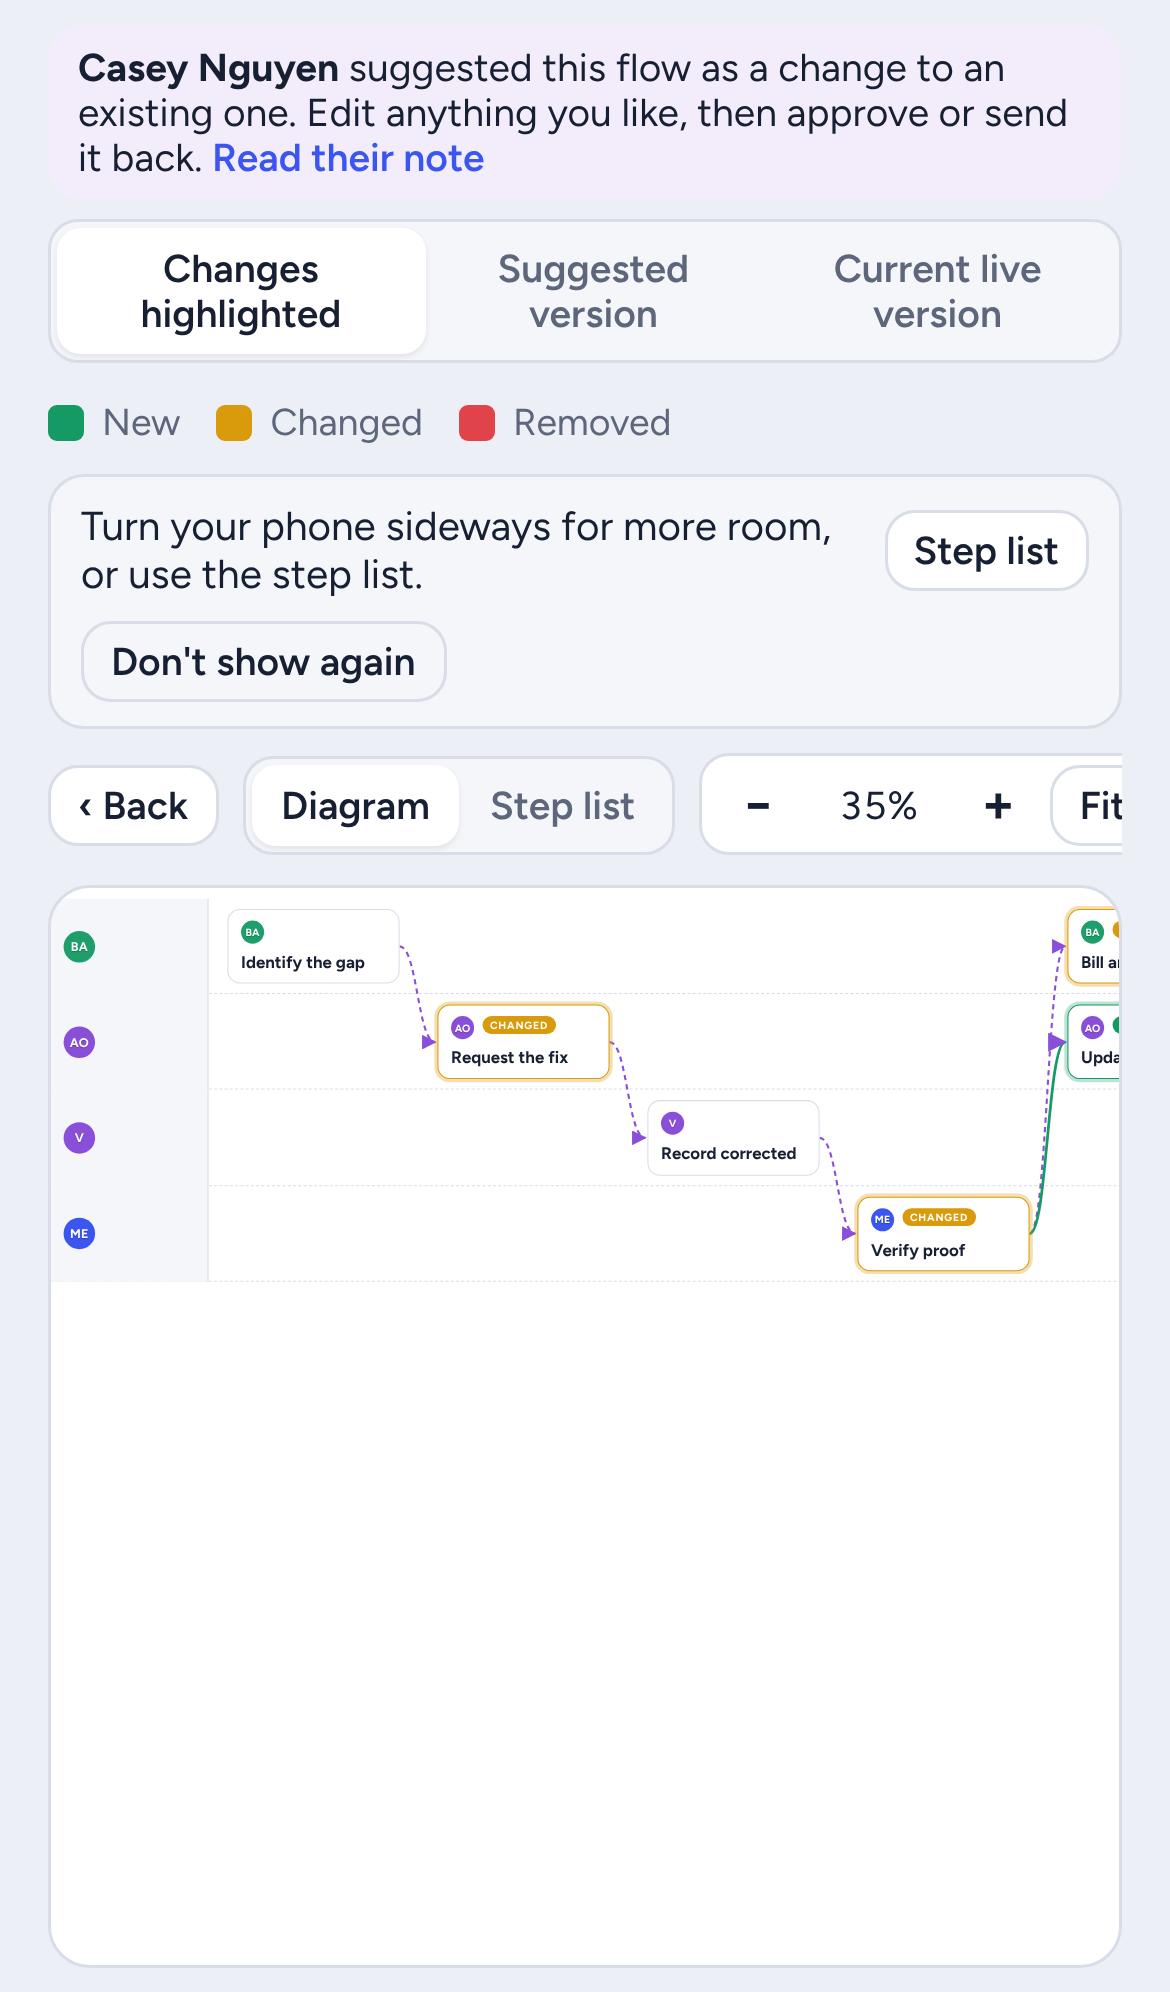 Casey Nguyen suggested this flow as a change to an
existing one. Edit anything you like, then approve or send
it back. Read their note
Changes
highlighted
Suggested
version
Current live
version
New
Changed
Removed
Turn your phone sideways for more room,
or use the step list.
Step list
Don't show again
‹ Back
Diagram
Step list
−
35%
+
Fit
BA
BA
Identify the gap
BA
Bill
AO
AO
CHANGED
Request the fix
AO
Upda
V
V
Record corrected
ME
ME
CHANGED
Verify proof